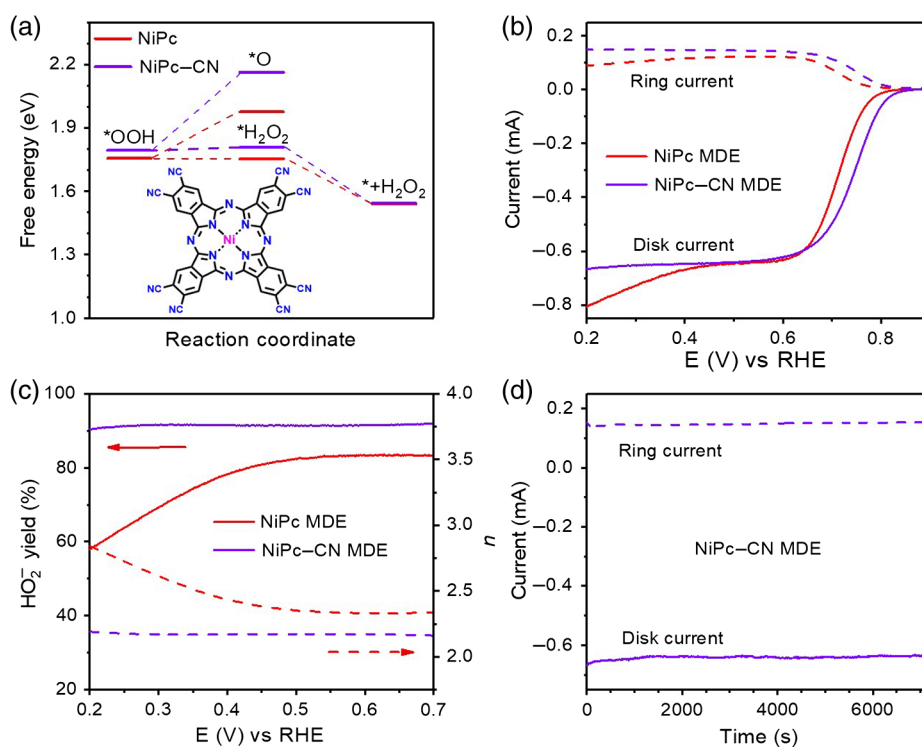 (a)
NiPc
NiPc–CN
*O
*OOH
*H₂O₂
*+H₂O₂
2.2
1.9
1.6
1.3
1.0
Free energy (eV)
Reaction coordinate
CN CN
NC CN
NC CN
CN CN
N N N
N Ni N
N N N
(b)
Ring current
NiPc MDE
NiPc–CN MDE
Disk current
0.2
0.0
–0.2
–0.4
–0.6
–0.8
Current (mA)
0.2 0.4 0.6 0.8
E (V) vs RHE
(c)
100
80
60
40
20
HO₂⁻ yield (%)
NiPc MDE
NiPc–CN MDE
4.0
3.5
3.0
2.5
2.0
n
0.2 0.3 0.4 0.5 0.6 0.7
E (V) vs RHE
(d)
0.2
0.0
–0.2
–0.4
–0.6
Current (mA)
Ring current
NiPc–CN MDE
Disk current
0 2000 4000 6000
Time (s)